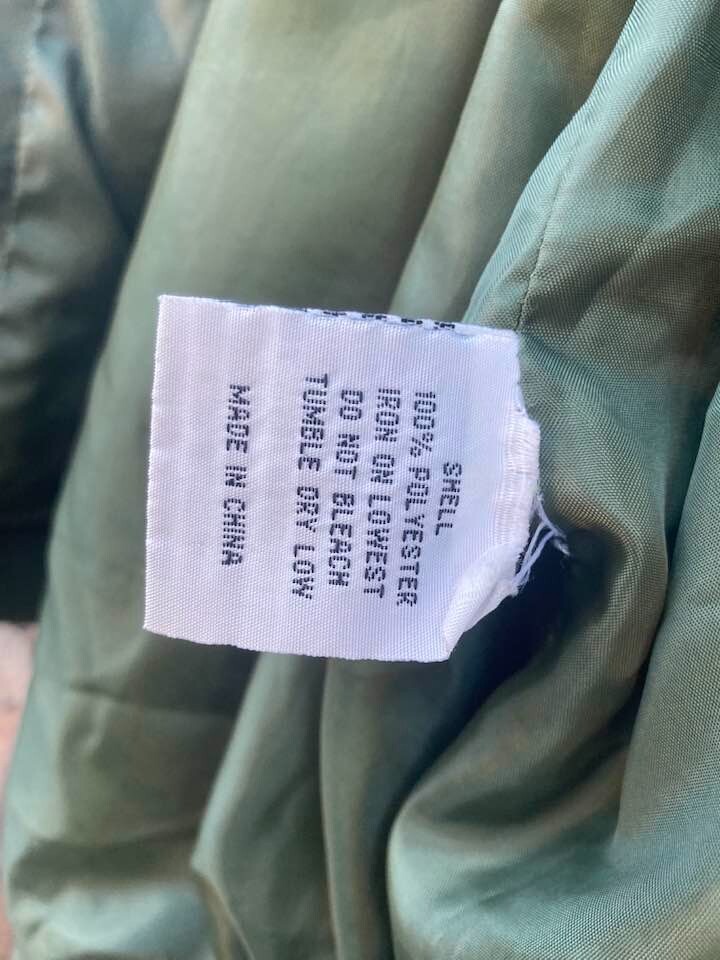 SHELL
100% POLYESTER
IRON ON LOWEST
DO NOT BLEACH
TUMBLE DRY LOW
MADE IN CHINA